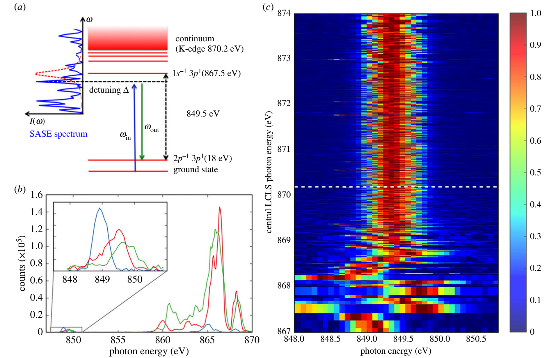 (a)
ω
continuum
(K-edge 870.2 eV)
1s⁻¹ 3p¹(867.5 eV)
detuning Δ
I(ω)
SASE spectrum
ω_in
ω_out
849.5 eV
2p⁻¹ 3p¹(18 eV)
ground state
(b)
counts (×10³)
1.6
1.4
1.2
1.0
0.8
0.6
0.4
0.2
0
848 849 850
850 855 860 865 870
photon energy (eV)
(c)
central LCLS photon energy (eV)
874
873
872
871
870
869
868
867
848.0 848.5 849.0 849.5 850.0 850.5
photon energy (eV)
1.0
0.9
0.8
0.7
0.6
0.5
0.4
0.3
0.2
0.1
0